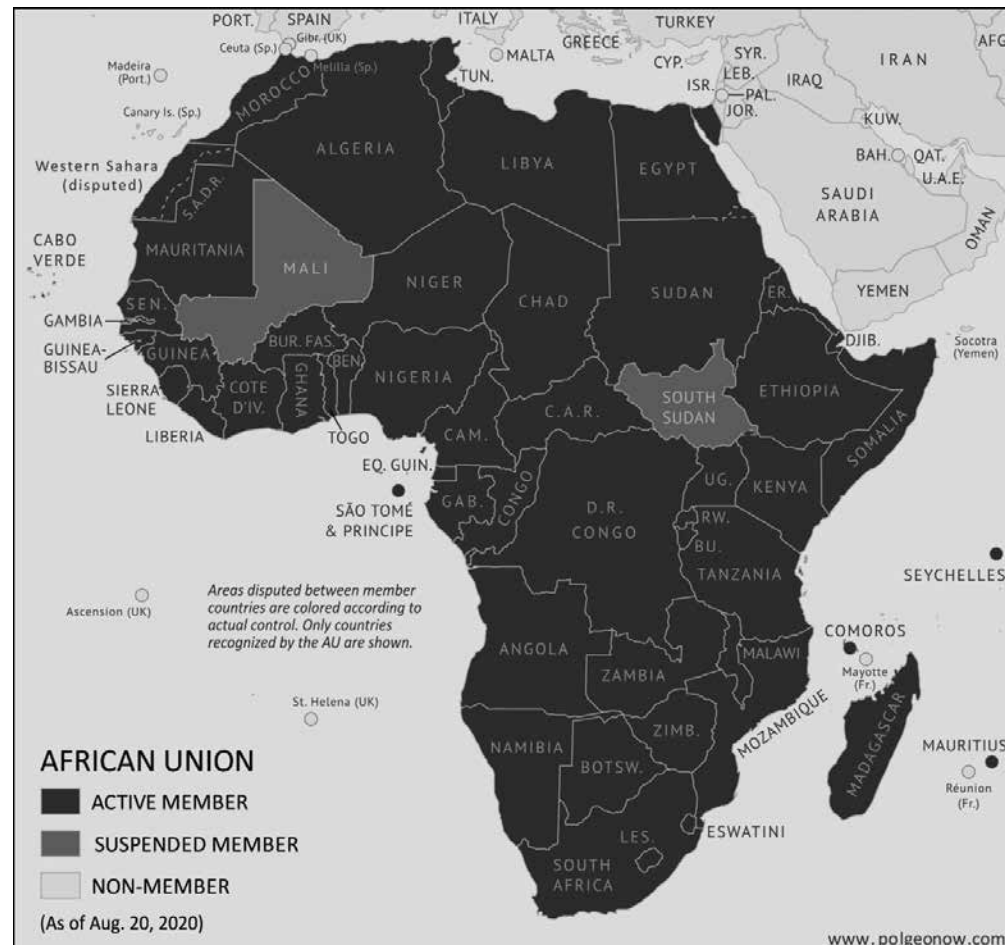 PORT.
SPAIN
ITALY
TURKEY
Gibr. (UK)
Ceuta (Sp.)
GREECE
AFG
MALTA
CYP.
SYR.
IRAN
Madeira
(Port.)
Melilla (Sp.)
TUN.
LEB.
IRAQ
ISR.
PAL.
JOR.
MOROCCO
Canary Is. (Sp.)
KUW.
ALGERIA
LIBYA
EGYPT
BAH.
QAT.
U.A.E.
Western Sahara
(disputed)
S.A.D.R.
SAUDI
ARABIA
OMAN
CABO
VERDE
MAURITANIA
MALI
NIGER
CHAD
SUDAN
ER.
YEMEN
SEN.
GAMBIA
GUINEA-
BISSAU
GUINEA
BUR. FAS.
BEN.
NIGERIA
DJIB.
Socotra
(Yemen)
SIERRA
LEONE
COTE
D'IV.
GHANA
ETHIOPIA
SOUTH
SUDAN
C.A.R.
LIBERIA
TOGO
CAM.
SOMALIA
EQ. GUIN.
GAB.
CONGO
UG.
KENYA
SÃO TOMÉ
& PRINCIPE
D.R.
CONGO
RW.
BU.
TANZANIA
SEYCHELLES
Ascension (UK)
Areas disputed between member
countries are colored according to
actual control. Only countries
recognized by the AU are shown.
COMOROS
ANGOLA
ZAMBIA
MALAWI
Mayotte
(Fr.)
St. Helena (UK)
MOZAMBIQUE
MADAGASCAR
NAMIBIA
ZIMB.
BOTSW.
MAURITIUS
Réunion
(Fr.)
LES.
ESWATINI
SOUTH
AFRICA
AFRICAN UNION
ACTIVE MEMBER
SUSPENDED MEMBER
NON-MEMBER
(As of Aug. 20, 2020)
www.polgeonow.com